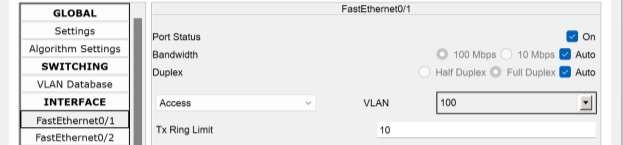 GLOBAL
Settings
Algorithm Settings
SWITCHING
VLAN Database
INTERFACE
FastEthernet0/1
FastEthernet0/2
FastEthernet0/1
Port Status On
Bandwidth 100 Mbps 10 Mbps Auto
Duplex Half Duplex Full Duplex Auto
Access VLAN 100
Tx Ring Limit 10